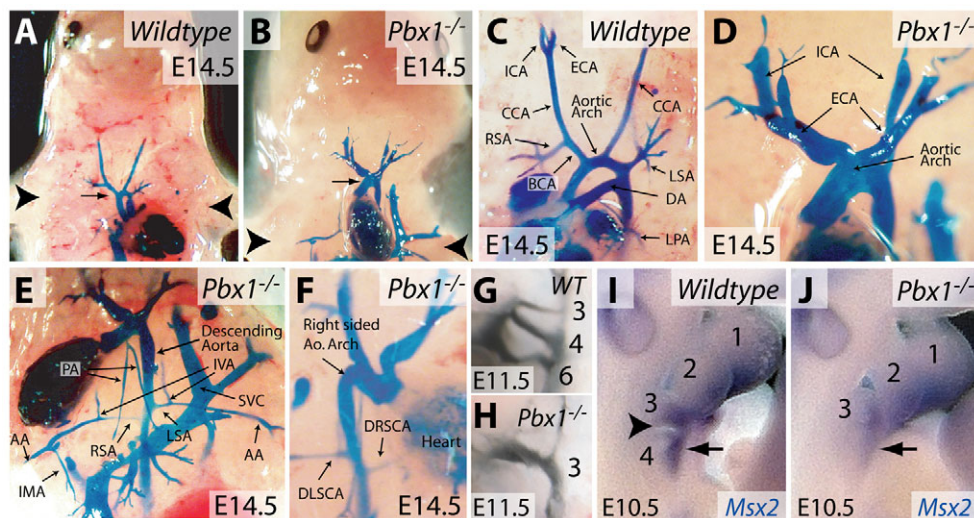 A Wildtype
E14.5
B Pbx1-/-
E14.5
C Wildtype
ICA
ECA
CCA
Aortic
Arch
CCA
RSA
BCA
LSA
DA
LPA
E14.5
D Pbx1-/-
ICA
ECA
Aortic
Arch
E14.5
E Pbx1-/-
Descending
Aorta
PA
IVA
SVC
AA
RSA
LSA
AA
IMA
E14.5
F Pbx1-/-
Right sided
Ao. Arch
DRSCA
Heart
DLSCA
E14.5
G WT
3
4
E11.5 6
H Pbx1-/-
3
E11.5
I Wildtype
1
2
3
4
E10.5 Msx2
J Pbx1-/-
1
2
3
E10.5 Msx2